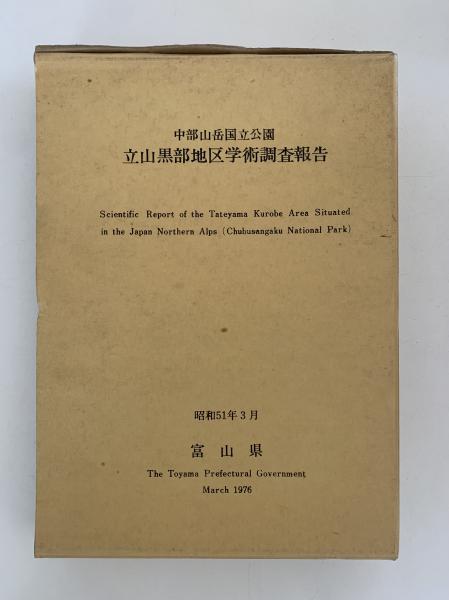 中部山岳国立公園
立山黒部地区学術調査報告
Scientific Report of the Tateyama Kurobe Area Situated
in the Japan Northern Alps (Chubusangaku National Park)
昭和51年3月
富山県
The Toyama Prefectural Government
March 1976